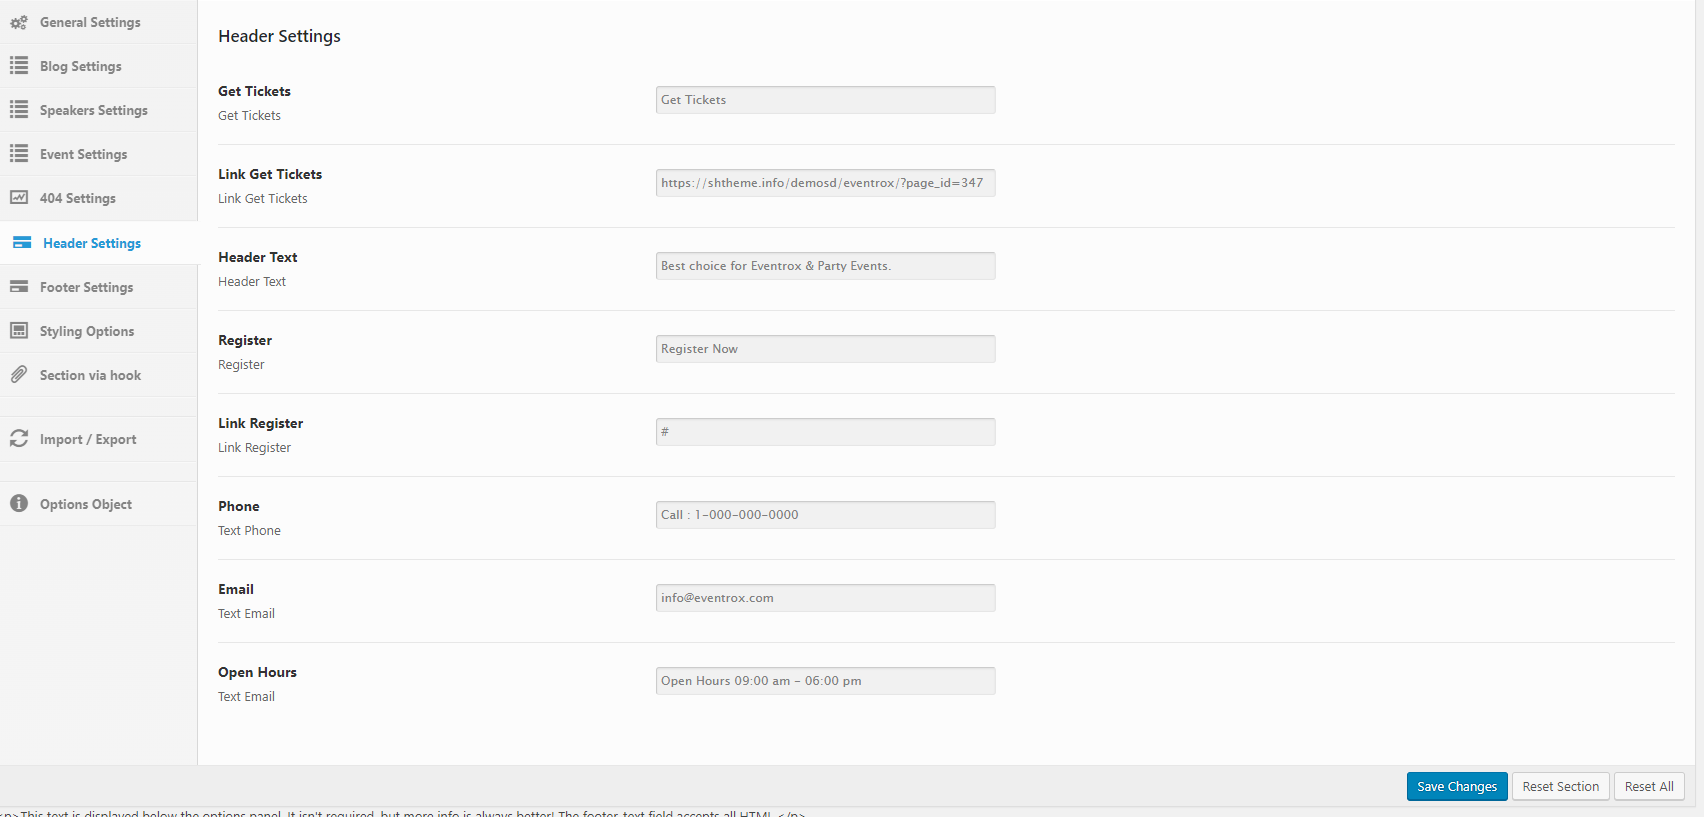 General Settings
Blog Settings
Speakers Settings
Event Settings
404 Settings
Header Settings
Footer Settings
Styling Options
Section via hook
Import / Export
Options Object
Header Settings
Get Tickets
Get Tickets
Get Tickets
Link Get Tickets
Link Get Tickets
https://shtheme.info/demosd/eventrox/?page_id=347
Header Text
Header Text
Best choice for Eventrox & Party Events.
Register
Register
Register Now
Link Register
Link Register
#
Phone
Text Phone
Call : 1-000-000-0000
Email
Text Email
info@eventrox.com
Open Hours
Text Email
Open Hours 09:00 am - 06:00 pm
Save Changes Reset Section Reset All
<p>This text is displayed below the options panel. It isn't required, but more info is always better! The footer_text field accepts all HTML.</p>